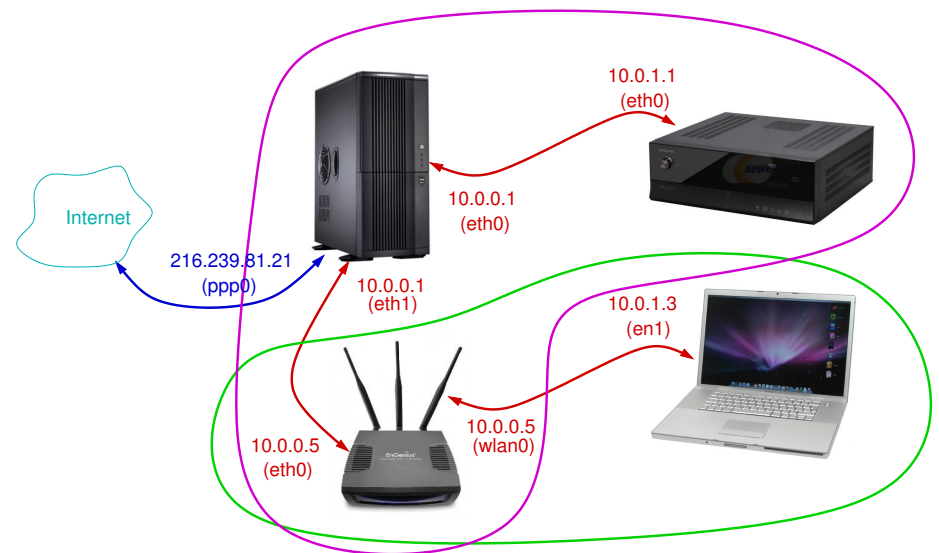 10.0.1.1
(eth0)
10.0.0.1
(eth0)
Internet
216.239.81.21
(ppp0)
10.0.0.1
(eth1)
10.0.1.3
(en1)
10.0.0.5
(eth0)
10.0.0.5
(wlan0)
EnGenius